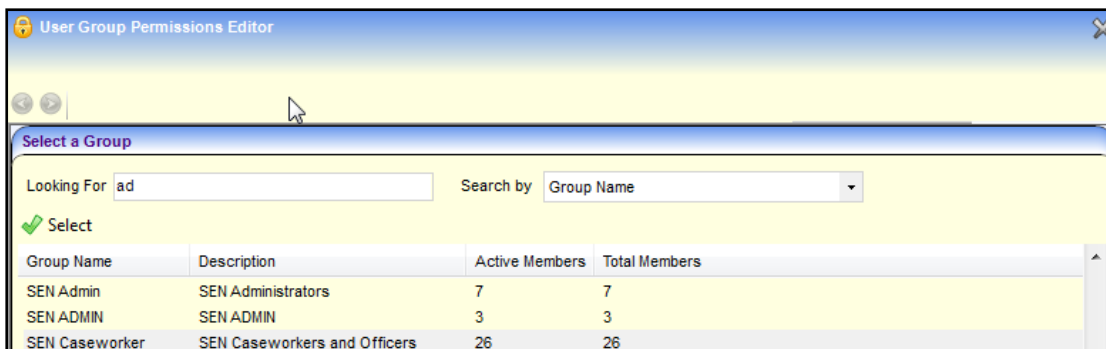 User Group Permissions Editor
Select a Group
Looking For ad Search by Group Name
Select
Group Name Description Active Members Total Members
SEN Admin SEN Administrators 7 7
SEN ADMIN SEN ADMIN 3 3
SEN Caseworker SEN Caseworkers and Officers 26 26